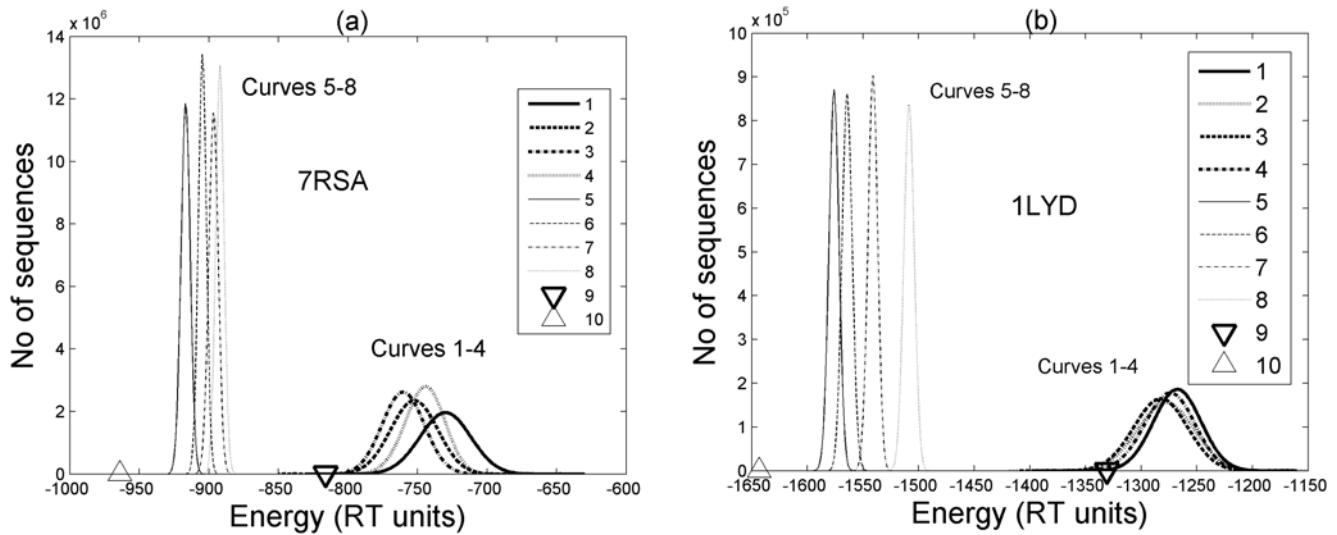 (a)
x 10^6
14
12
10
8
6
4
2
0
No of sequences
Curves 5-8
7RSA
Curves 1-4
1
2
3
4
5
6
7
8
9
10
-1000 -950 -900 -850 -800 -750 -700 -650 -600
Energy (RT units)
(b)
x 10^5
10
9
8
7
6
5
4
3
2
1
0
No of sequences
Curves 5-8
1LYD
Curves 1-4
1
2
3
4
5
6
7
8
9
10
-1650 -1600 -1550 -1500 -1450 -1400 -1350 -1300 -1250 -1200 -1150
Energy (RT units)